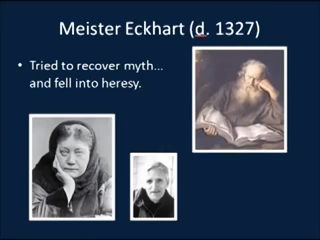 Meister Eckhart (d. 1327)
• Tried to recover myth...
and fell into heresy.